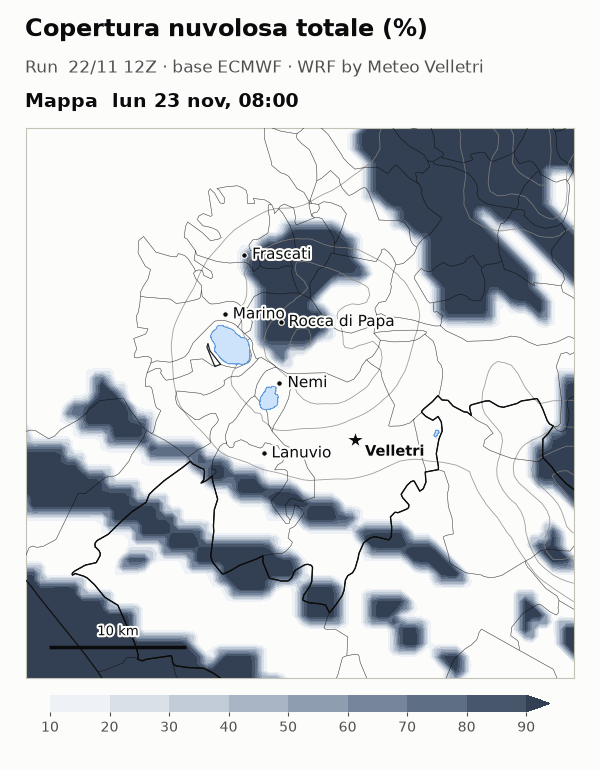 Copertura nuvolosa totale (%)
Run  22/11 12Z · base ECMWF · WRF by Meteo Velletri
Mappa  lun 23 nov, 08:00
Frascati
Marino
Rocca di Papa
Nemi
Velletri
Lanuvio
10 km
10 20 30 40 50 60 70 80 90